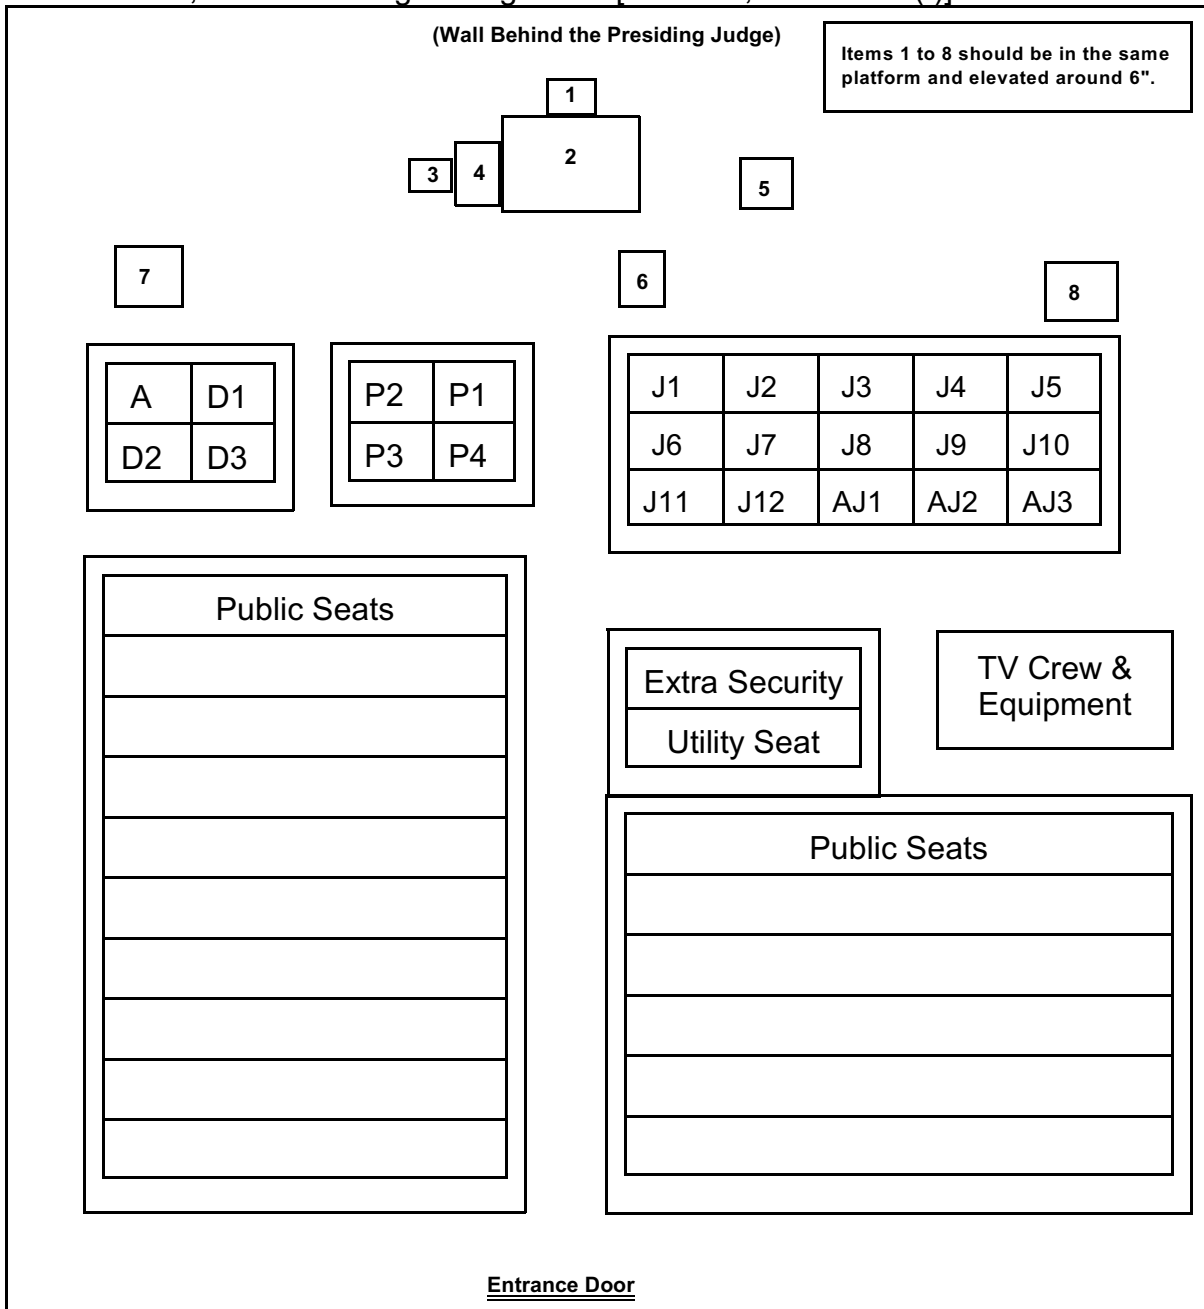 (Wall Behind the Presiding Judge)
Items 1 to 8 should be in the same
platform and elevated around 6".
1
2
3
4
5
6
7
8
A D1
D2 D3
P2 P1
P3 P4
J1 J2 J3 J4 J5
J6 J7 J8 J9 J10
J11 J12 AJ1 AJ2 AJ3
Public Seats
Extra Security
Utility Seat
TV Crew &
Equipment
Public Seats
Entrance Door